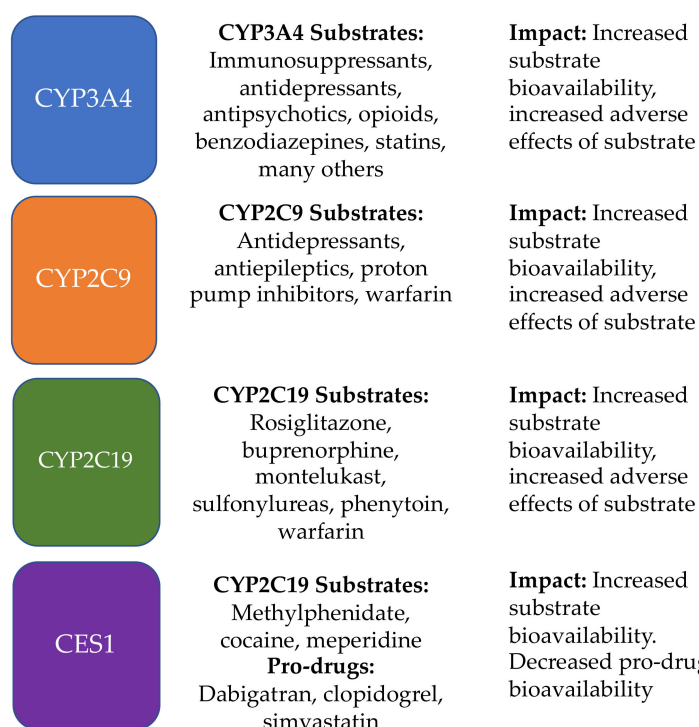 CYP3A4
CYP3A4 Substrates:
Immunosuppressants,
antidepressants,
antipsychotics, opioids,
benzodiazepines, statins,
many others
Impact: Increased
substrate
bioavailability,
increased adverse
effects of substrate
CYP2C9
CYP2C9 Substrates:
Antidepressants,
antiepileptics, proton
pump inhibitors, warfarin
Impact: Increased
substrate
bioavailability,
increased adverse
effects of substrate
CYP2C19
CYP2C19 Substrates:
Rosiglitazone,
buprenorphine,
montelukast,
sulfonylureas, phenytoin,
warfarin
Impact: Increased
substrate
bioavailability,
increased adverse
effects of substrate
CES1
CYP2C19 Substrates:
Methylphenidate,
cocaine, meperidine
Pro-drugs:
Dabigatran, clopidogrel,
simvastatin
Impact: Increased
substrate
bioavailability.
Decreased pro-drug
bioavailability